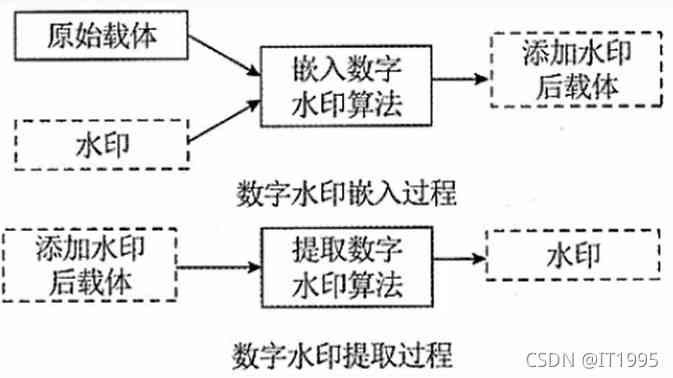 原始载体
嵌入数字
水印算法
添加水印
后载体
水印
数字水印嵌入过程
添加水印
后载体
提取数字
水印算法
水印
数字水印提取过程
CSDN @IT1995